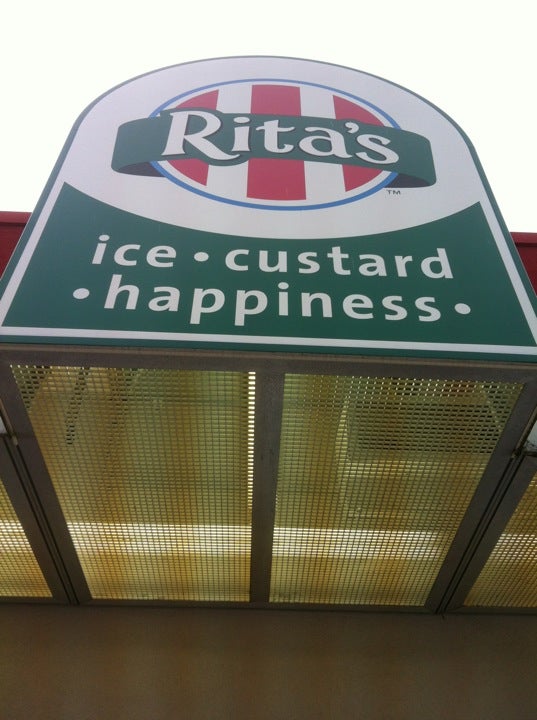 Rita's
TM
ice • custard
• happiness •